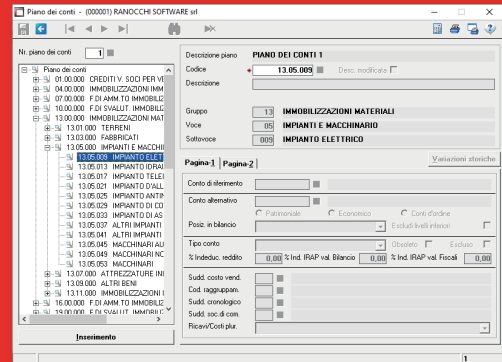 Piano dei conti - (000001) RANOCCHI SOFTWARE srl
Nr. piano dei conti 1
Piano dei conti
01.00.000 CREDITI V. SOCI PER VE
04.00.000 IMMOBILIZZAZIONI IMM
07.00.000 F.DI AMM.TO IMMOBILIZ
10.00.000 F.DI SVALUT. IMMOBILIZ
13.00.000 IMMOBILIZZAZIONI MAT
13.01.000 TERRENI
13.03.000 FABBRICATI
13.05.000 IMPIANTI E MACCHII
13.05.009 IMPIANTO ELET
13.05.013 IMPIANTO IDRAI
13.05.017 IMPIANTO TELEI
13.05.021 IMPIANTO D'ALL
13.05.025 IMPIANTO ANTIN
13.05.029 IMPIANTO DI CO
13.05.033 IMPIANTO DI AS
13.05.037 ALTRI IMPIANTI
13.05.041 ALTRI IMPIANTI
13.05.045 MACCHINARI AU
13.05.049 MACCHINARI NO
13.05.053 MACCHINARI
13.07.000 ATTREZZATURE INI
13.09.000 ALTRI BENI
13.11.000 IMMOBILIZZAZIONI I
16.00.000 F.DI AMM.TO IMMOBILIZ
19.00.000 F.DI SVALUT. IMMOBILIZ
Inserimento
Descrizione piano PIANO DEI CONTI 1
Codice * 13.05.009 Desc. modificata
Descrizione
Gruppo 13 IMMOBILIZZAZIONI MATERIALI
Voce 05 IMPIANTI E MACCHINARIO
Sottovoce 009 IMPIANTO ELETTRICO
Pagina-1 Pagina-2 Variazioni storiche
Conto di riferimento
Conto alternativo
Patrimoniale Economico Conti d'ordine
Posiz. in bilancio Escludi livelli inferiori
Tipo conto Obsoleto Escluso
% Indeduc. reddito 0,00 % Ind. IRAP val. Bilancio 0,00 % Ind. IRAP val. Fiscali 0,00
Sudd. costo vend.
Cod. raggruppam.
Sudd. cronologico
Sudd. soc.di com.
Ricavi/Costi plur.
1